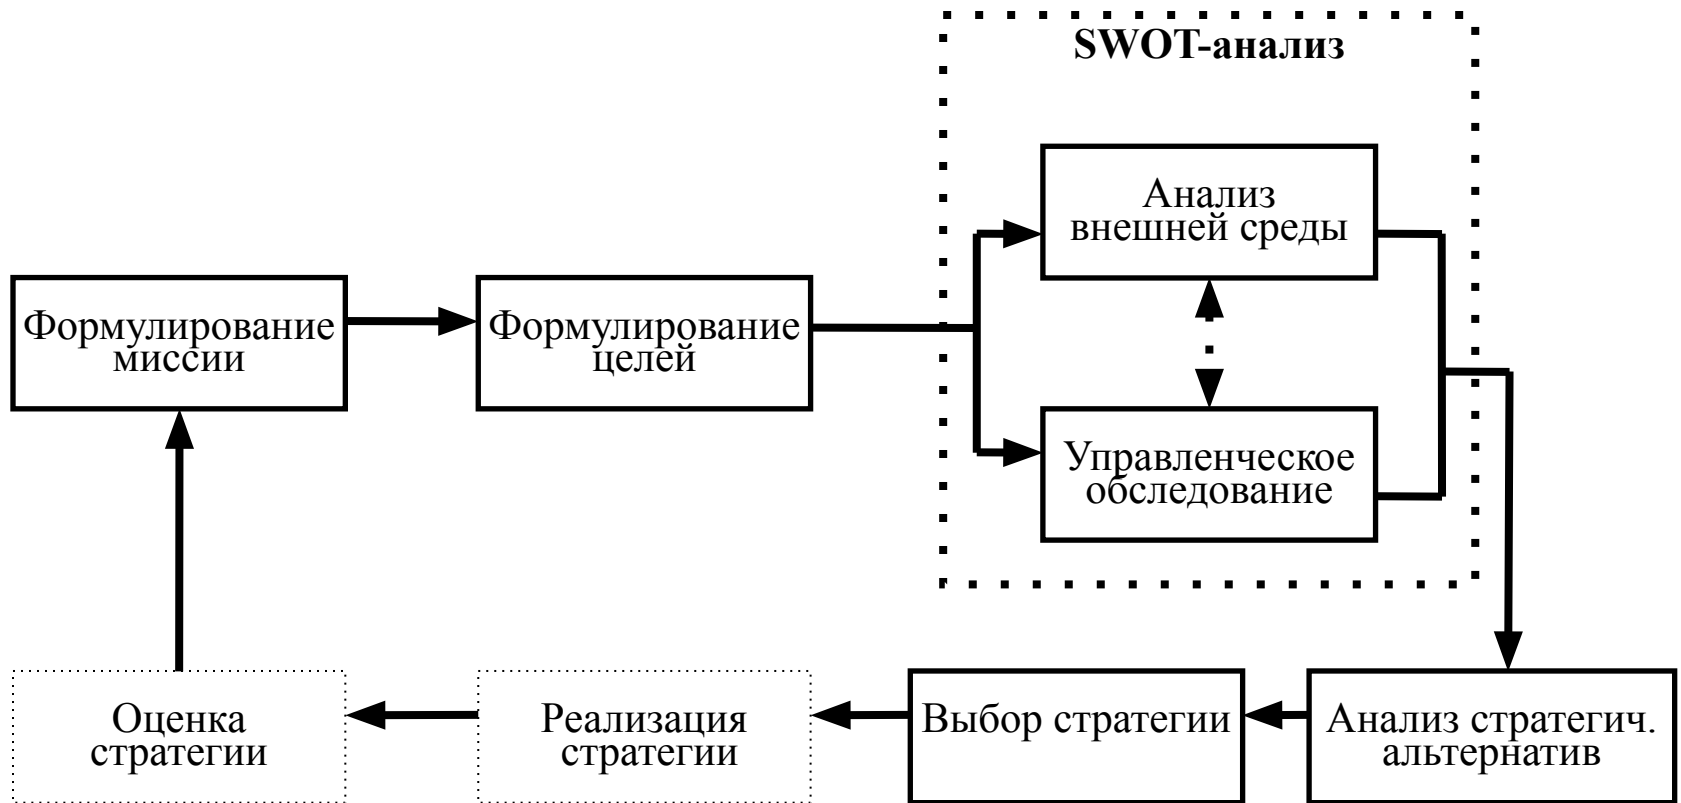 SWOT-анализ
Анализ
внешней среды
Формулирование
миссии
Формулирование
целей
Управленческое
обследование
Оценка
стратегии
Реализация
стратегии
Выбор стратегии
Анализ стратегич.
альтернатив